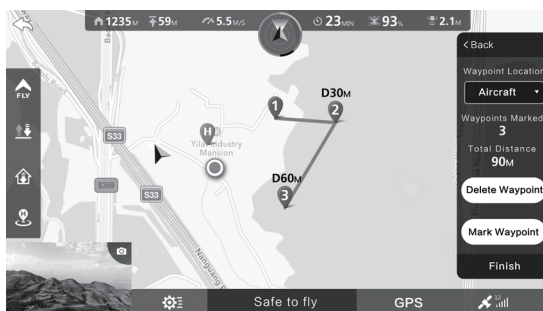 1235M 59M 5.5M/S 23MIN 93% 2.1M
<Back
Waypoint Location
Aircraft
Waypoints Marked
3
Total Distance
90M
Delete Waypoint
Mark Waypoint
Finish
FLY
H
D30M
1
2
H
S33
Yilai Industry
Mansion
D60M
3
S359
S33
Nanguang
Safe to fly
GPS
12